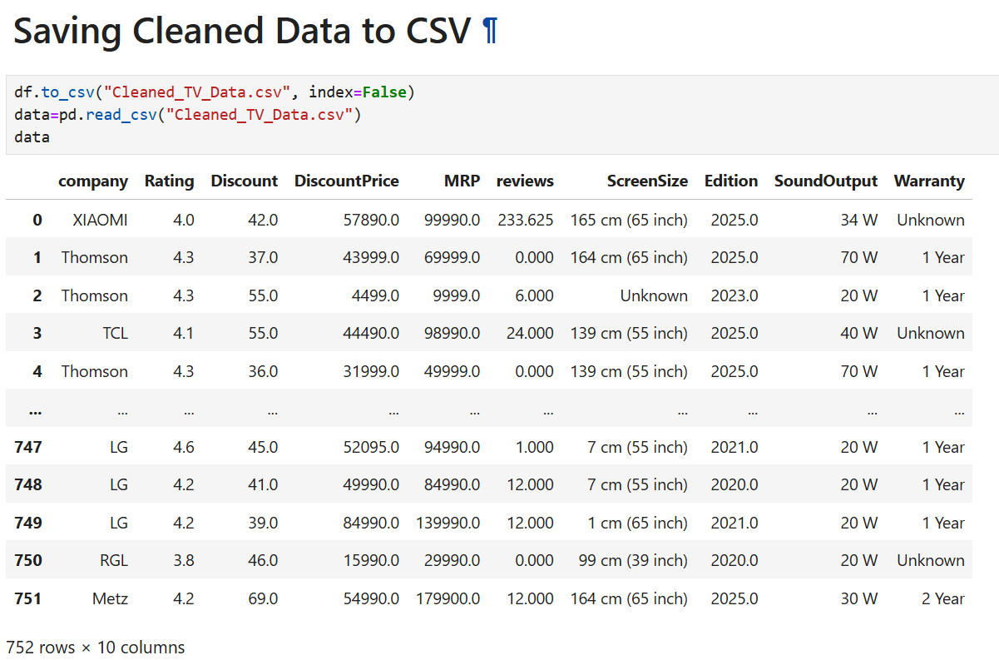 Saving Cleaned Data to CSV ¶
df.to_csv("Cleaned_TV_Data.csv", index=False)
data=pd.read_csv("Cleaned_TV_Data.csv")
data
company Rating Discount DiscountPrice MRP reviews ScreenSize Edition SoundOutput Warranty
0 XIAOMI 4.0 42.0 57890.0 99990.0 233.625 165 cm (65 inch) 2025.0 34 W Unknown
1 Thomson 4.3 37.0 43999.0 69999.0 0.000 164 cm (65 inch) 2025.0 70 W 1 Year
2 Thomson 4.3 55.0 4499.0 9999.0 6.000 Unknown 2023.0 20 W 1 Year
3 TCL 4.1 55.0 44490.0 98990.0 24.000 139 cm (55 inch) 2025.0 40 W Unknown
4 Thomson 4.3 36.0 31999.0 49999.0 0.000 139 cm (55 inch) 2025.0 70 W 1 Year
... ... ... ... ... ... ... ... ... ... ...
747 LG 4.6 45.0 52095.0 94990.0 1.000 7 cm (55 inch) 2021.0 20 W 1 Year
748 LG 4.2 41.0 49990.0 84990.0 12.000 7 cm (55 inch) 2020.0 20 W 1 Year
749 LG 4.2 39.0 84990.0 139990.0 12.000 1 cm (65 inch) 2021.0 20 W 1 Year
750 RGL 3.8 46.0 15990.0 29990.0 0.000 99 cm (39 inch) 2020.0 20 W Unknown
751 Metz 4.2 69.0 54990.0 179900.0 12.000 164 cm (65 inch) 2025.0 30 W 2 Year
752 rows × 10 columns